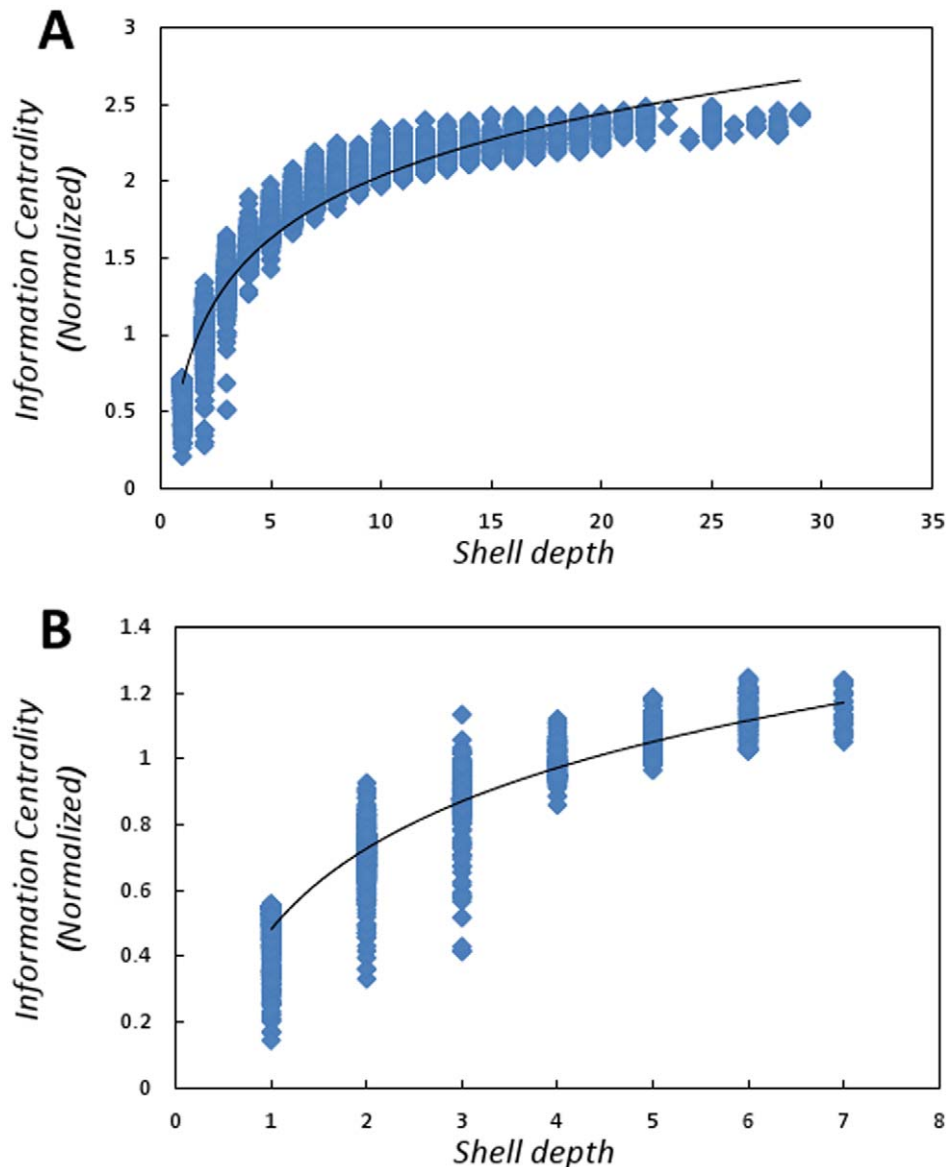 A
Information Centrality
(Normalized)
3
2.5
2
1.5
1
0.5
0
0 5 10 15 20 25 30 35
Shell depth
B
Information Centrality
(Normalized)
1.4
1.2
1
0.8
0.6
0.4
0.2
0
0 1 2 3 4 5 6 7 8
Shell depth